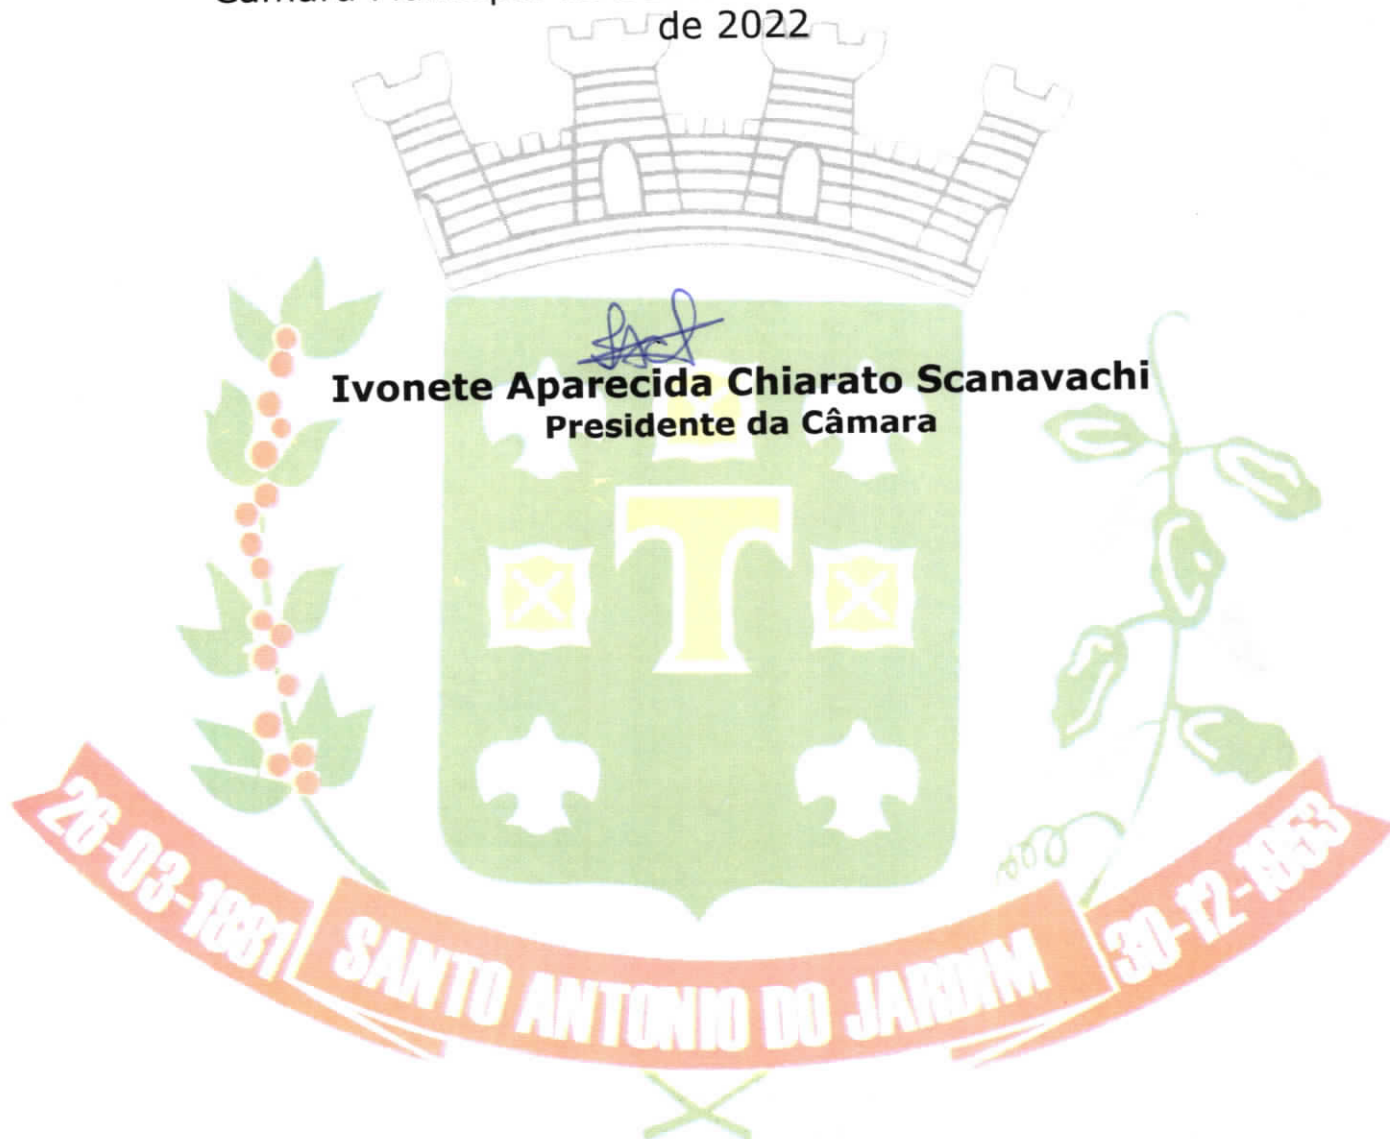 de 2022
Ivonete Aparecida Chiarato Scanavachi
Presidente da Câmara
T
26-03-1881
SANTO ANTONIO DO JARDIM
30-12-1953